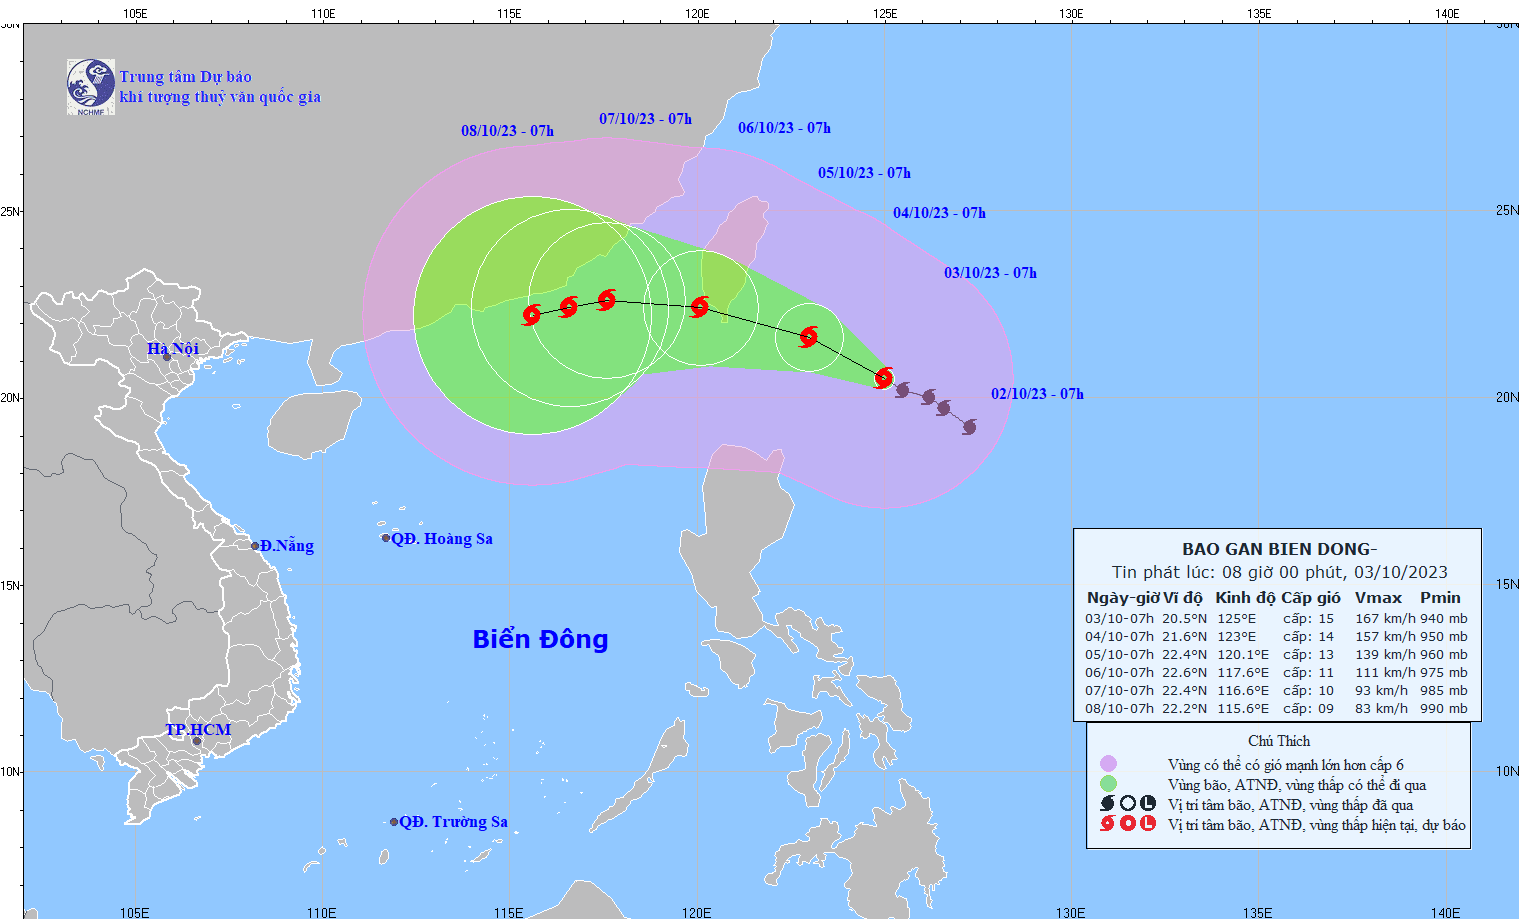 105E 110E 115E 120E 125E 130E 135E 140E
30N 30N
Trung tâm Dự báo
khí tượng thuỷ văn quốc gia
NCHMF
08/10/23 - 07h
07/10/23 - 07h
06/10/23 - 07h
05/10/23 - 07h
04/10/23 - 07h
03/10/23 - 07h
02/10/23 - 07h
25N 25N
Hà Nội
20N 20N
QĐ. Hoàng Sa
Đ.Nẵng
15N 15N
Biển Đông
TP.HCM
10N 10N
QĐ. Trường Sa
BAO GAN BIEN DONG-
Tin phát lúc: 08 giờ 00 phút, 03/10/2023
Ngày-giờ Vĩ độ Kinh độ Cấp gió Vmax Pmin
03/10-07h 20.5°N 125°E cấp: 15 167 km/h 940 mb
04/10-07h 21.6°N 123°E cấp: 14 157 km/h 950 mb
05/10-07h 22.4°N 120.1°E cấp: 13 139 km/h 960 mb
06/10-07h 22.6°N 117.6°E cấp: 11 111 km/h 975 mb
07/10-07h 22.4°N 116.6°E cấp: 10 93 km/h 985 mb
08/10-07h 22.2°N 115.6°E cấp: 09 83 km/h 990 mb
Chú Thích
Vùng có thể có gió mạnh lớn hơn cấp 6
Vùng bão, ATNĐ, vùng thấp có thể đi qua
L Vị trí tâm bão, ATNĐ, vùng thấp đã qua
L Vị trí tâm bão, ATNĐ, vùng thấp hiện tại, dự báo
105E 110E 115E 120E 130E 135E 140E